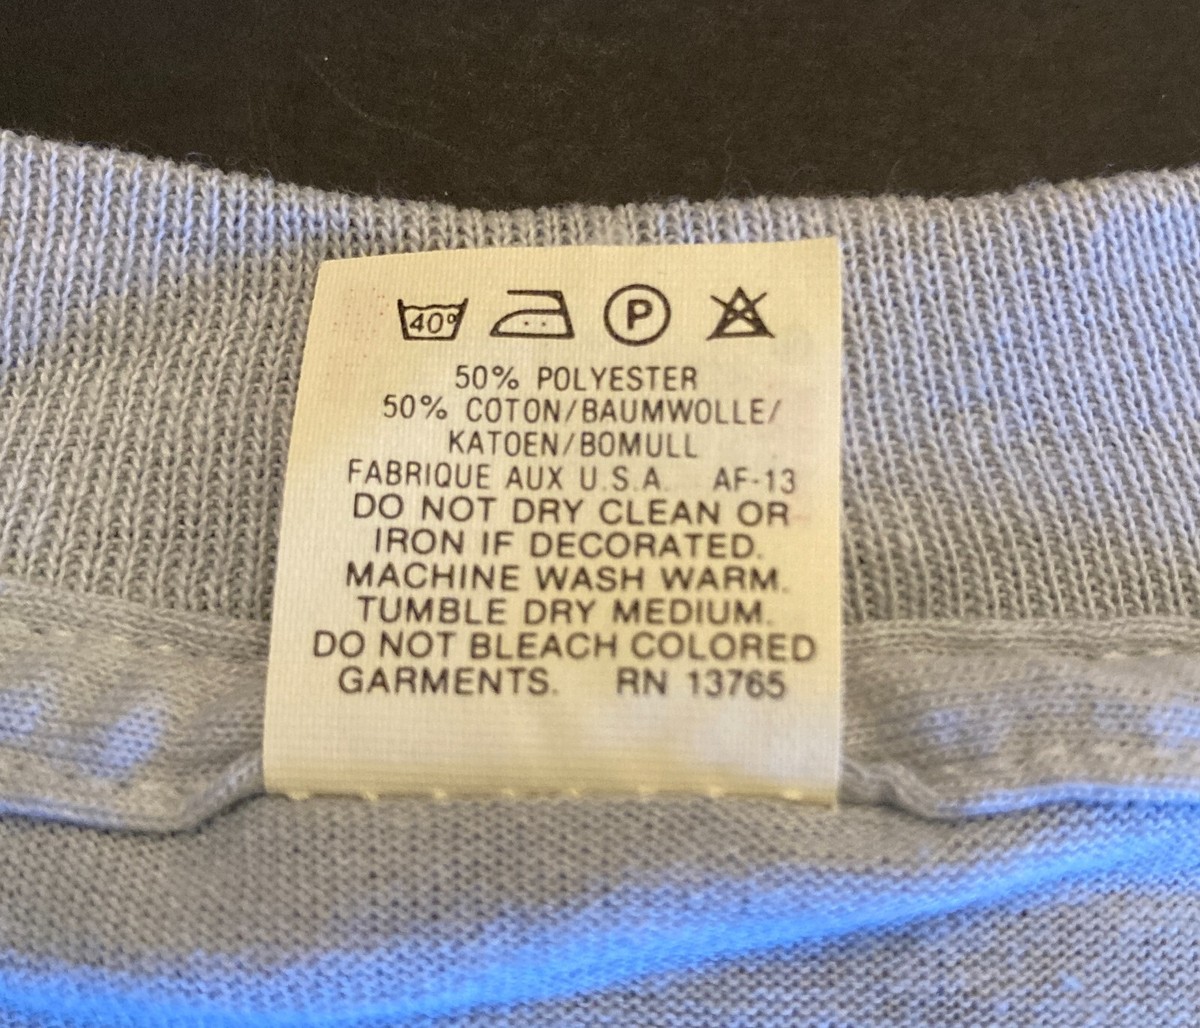 40° P
50% POLYESTER
50% COTON/BAUMWOLLE/
KATOEN/BOMULL
FABRIQUE AUX U.S.A. AF-13
DO NOT DRY CLEAN OR
IRON IF DECORATED.
MACHINE WASH WARM.
TUMBLE DRY MEDIUM.
DO NOT BLEACH COLORED
GARMENTS. RN 13765